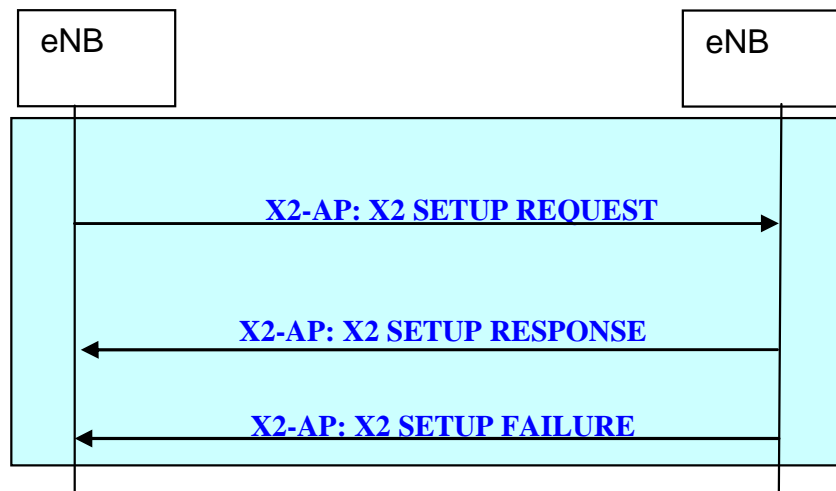 eNB
eNB
X2-AP: X2 SETUP REQUEST
X2-AP: X2 SETUP RESPONSE
X2-AP: X2 SETUP FAILURE